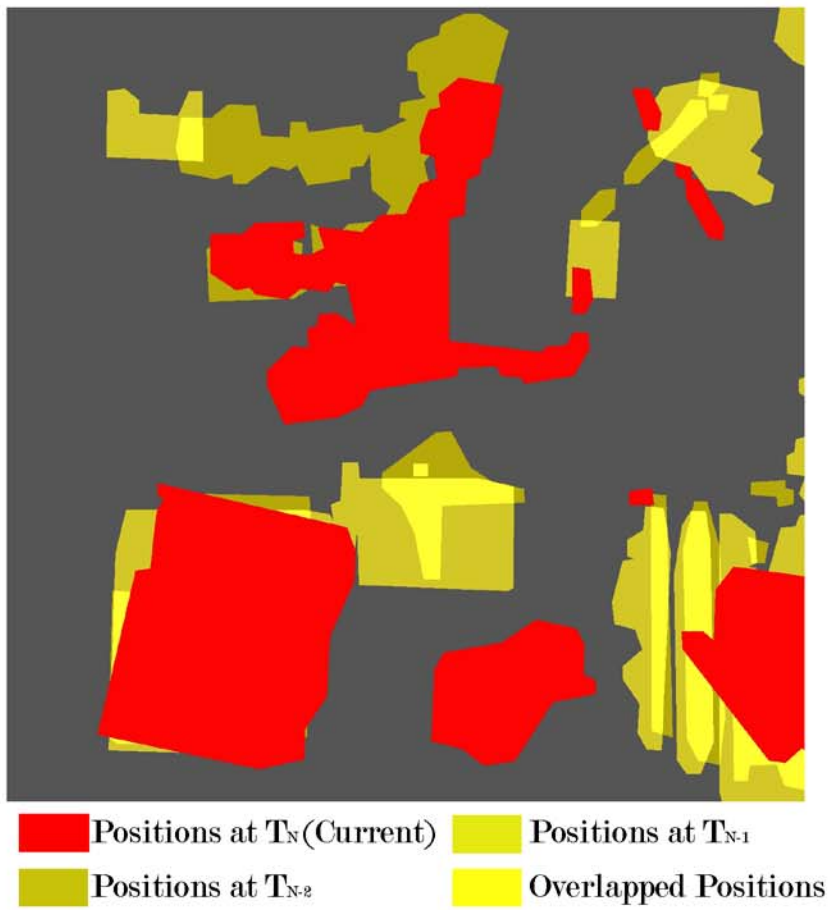 Positions at TN(Current)
Positions at TN-1
Positions at TN-2
Overlapped Positions